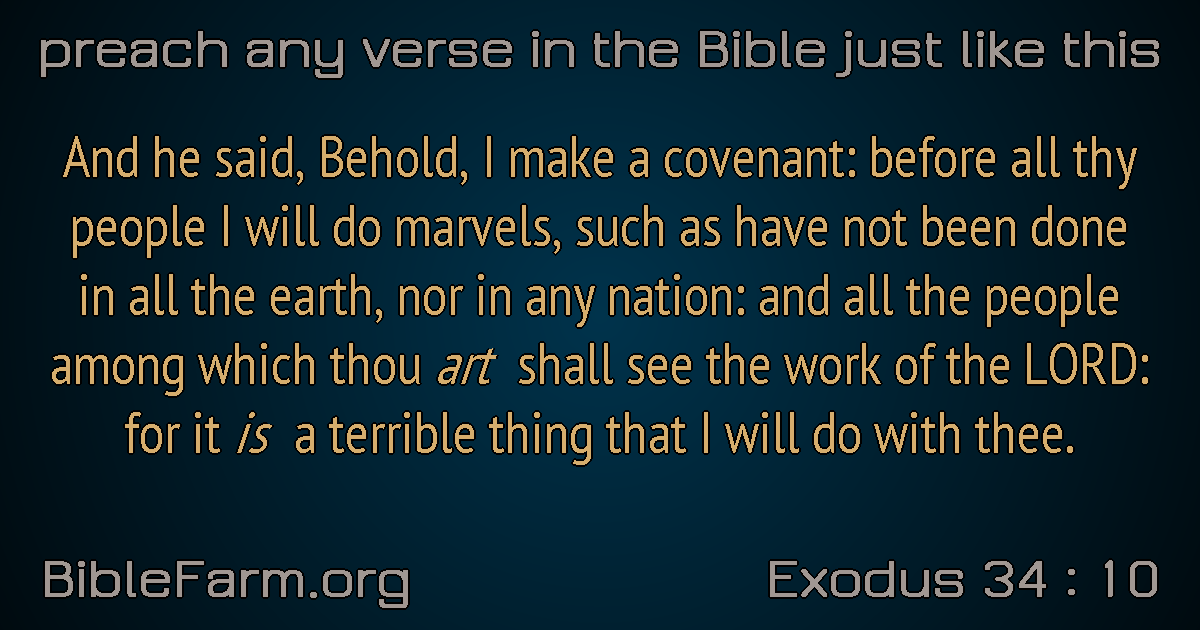 preach any verse in the Bible just like this
And he said, Behold, I make a covenant: before all thy
people I will do marvels, such as have not been done
in all the earth, nor in any nation: and all the people
among which thou art shall see the work of the LORD:
for it is a terrible thing that I will do with thee.
BibleFarm.org
Exodus 34 : 10